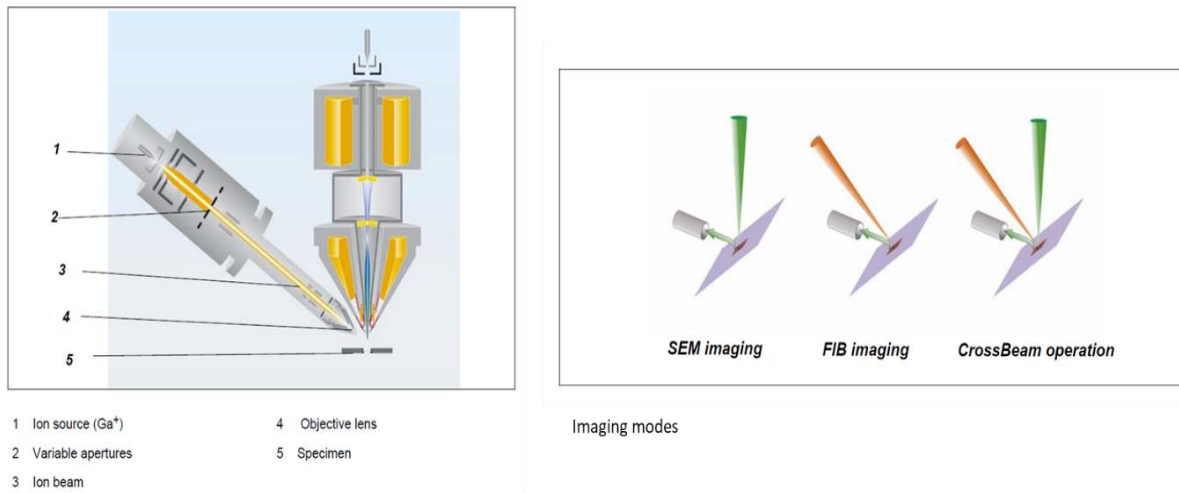 1
2
3
4
5
1 Ion source (Ga⁺)
2 Variable apertures
3 Ion beam
4 Objective lens
5 Specimen
SEM imaging
FIB imaging
CrossBeam operation
Imaging modes